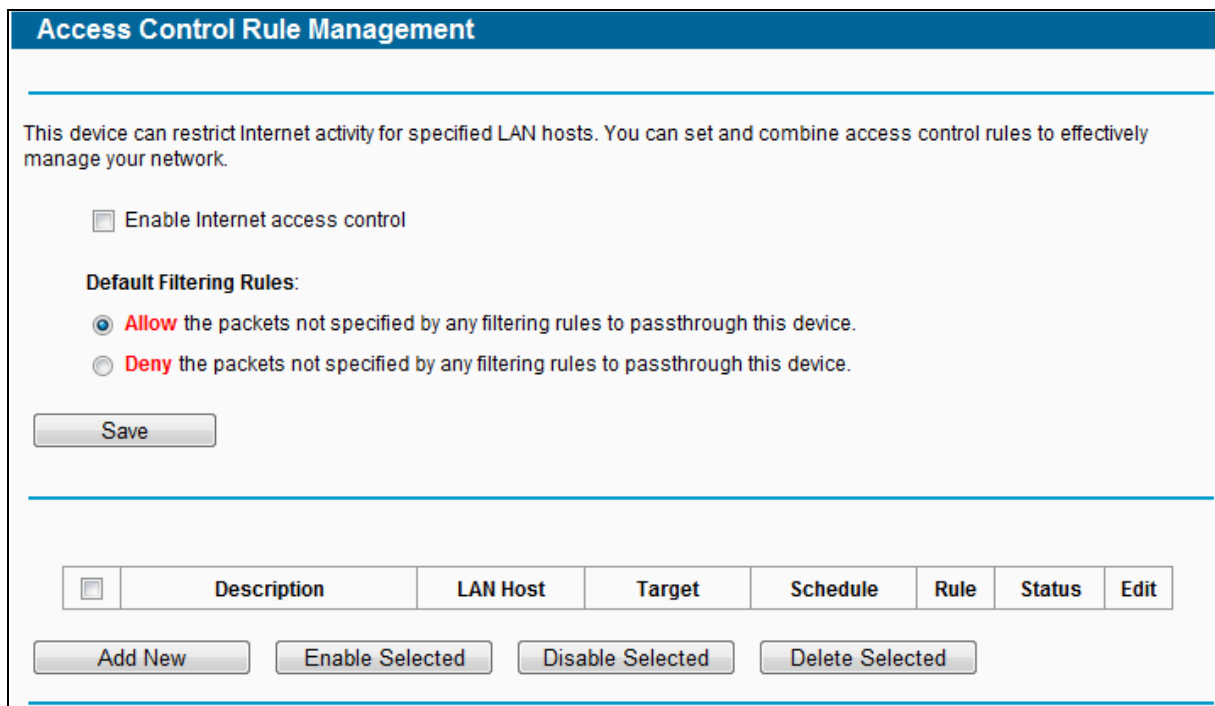 Access Control Rule Management
This device can restrict Internet activity for specified LAN hosts. You can set and combine access control rules to effectively
manage your network.
Enable Internet access control
Default Filtering Rules:
Allow the packets not specified by any filtering rules to passthrough this device.
Deny the packets not specified by any filtering rules to passthrough this device.
Save
Description LAN Host Target Schedule Rule Status Edit
Add New Enable Selected Disable Selected Delete Selected